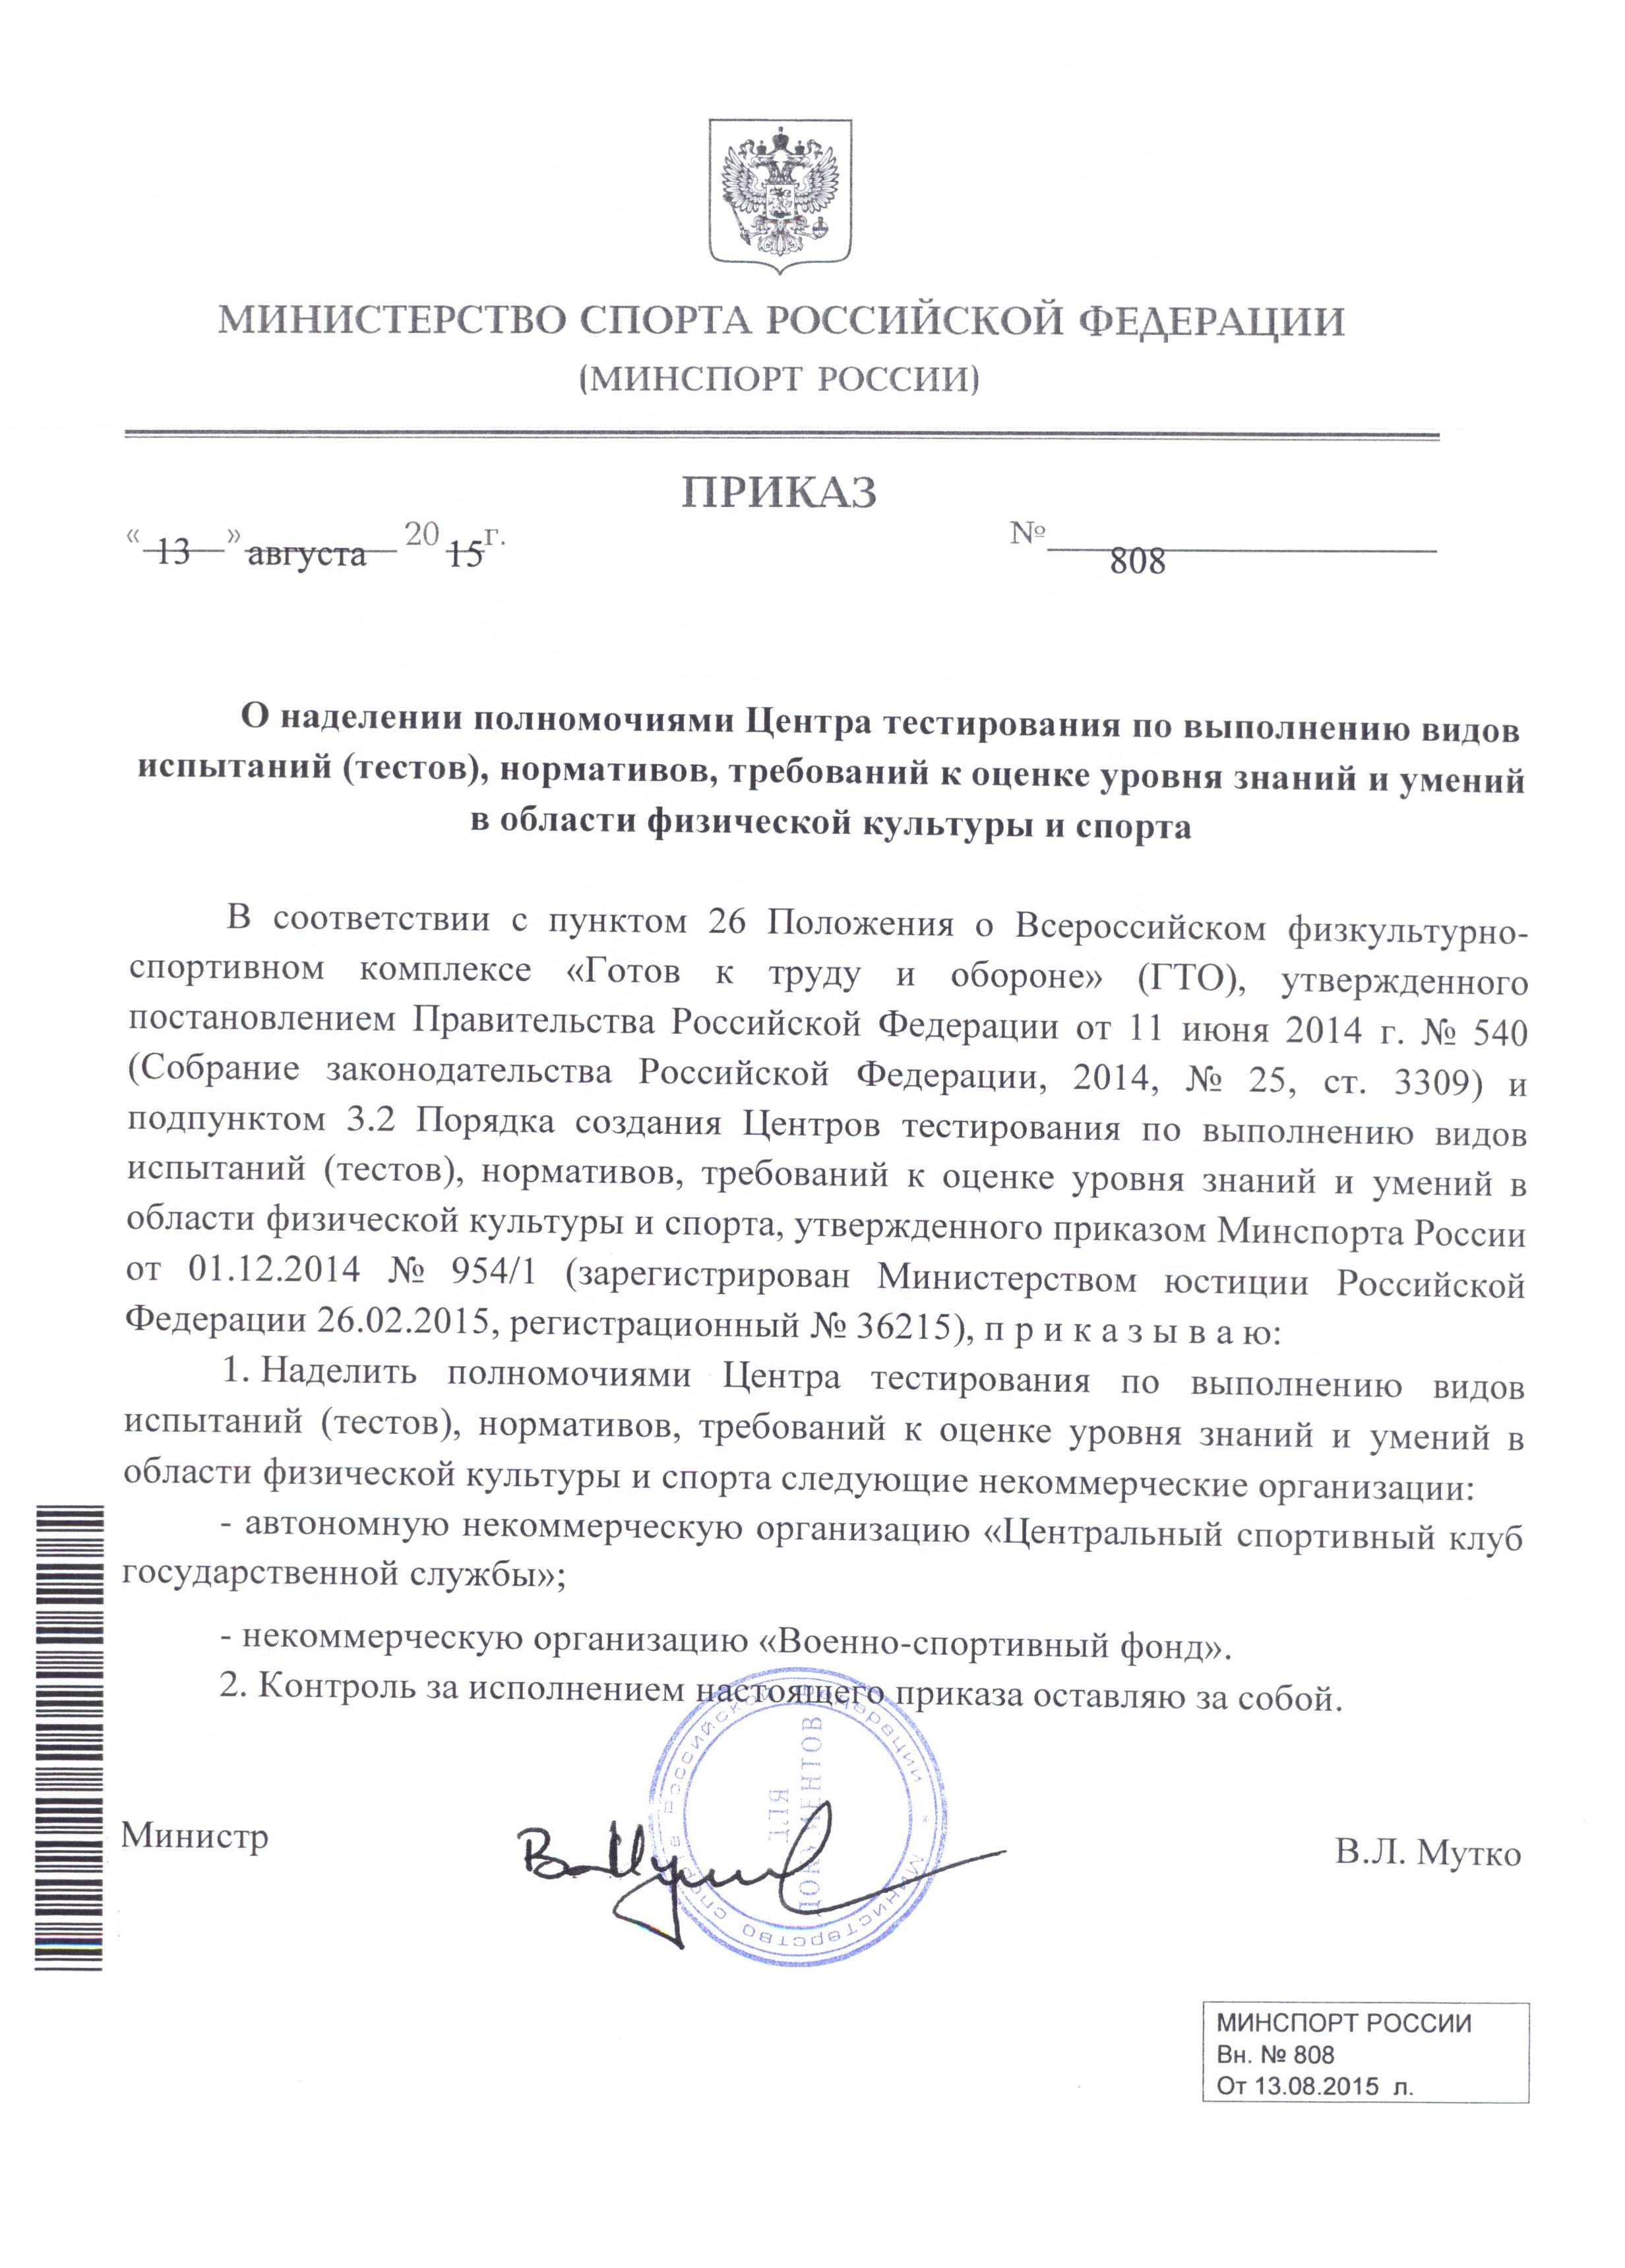 МИНИСТЕРСТВО СПОРТА РОССИЙСКОЙ ФЕДЕРАЦИИ
(МИНСПОРТ РОССИИ)
ПРИКАЗ
« 13 » августа 20 15 г. № 808
О наделении полномочиями Центра тестирования по выполнению видов
испытаний (тестов), нормативов, требований к оценке уровня знаний и умений
в области физической культуры и спорта
В соответствии с пунктом 26 Положения о Всероссийском физкультурно-
спортивном комплексе «Готов к труду и обороне» (ГТО), утвержденного
постановлением Правительства Российской Федерации от 11 июня 2014 г. № 540
(Собрание законодательства Российской Федерации, 2014, № 25, ст. 3309) и
подпунктом 3.2 Порядка создания Центров тестирования по выполнению видов
испытаний (тестов), нормативов, требований к оценке уровня знаний и умений в
области физической культуры и спорта, утвержденного приказом Минспорта России
от 01.12.2014 № 954/1 (зарегистрирован Министерством юстиции Российской
Федерации 26.02.2015, регистрационный № 36215), п р и к а з ы в а ю:
1. Наделить полномочиями Центра тестирования по выполнению видов
испытаний (тестов), нормативов, требований к оценке уровня знаний и умений в
области физической культуры и спорта следующие некоммерческие организации:
- автономную некоммерческую организацию «Центральный спортивный клуб
государственной службы»;
- некоммерческую организацию «Военно-спортивный фонд».
2. Контроль за исполнением настоящего приказа оставляю за собой.
Министерство спорта Российской Федерации *
ДЛЯ
ДОКУМЕНТОВ
Министр В.Л. Мутко
МИНСПОРТ РОССИИ
Вн. № 808
От 13.08.2015 л.